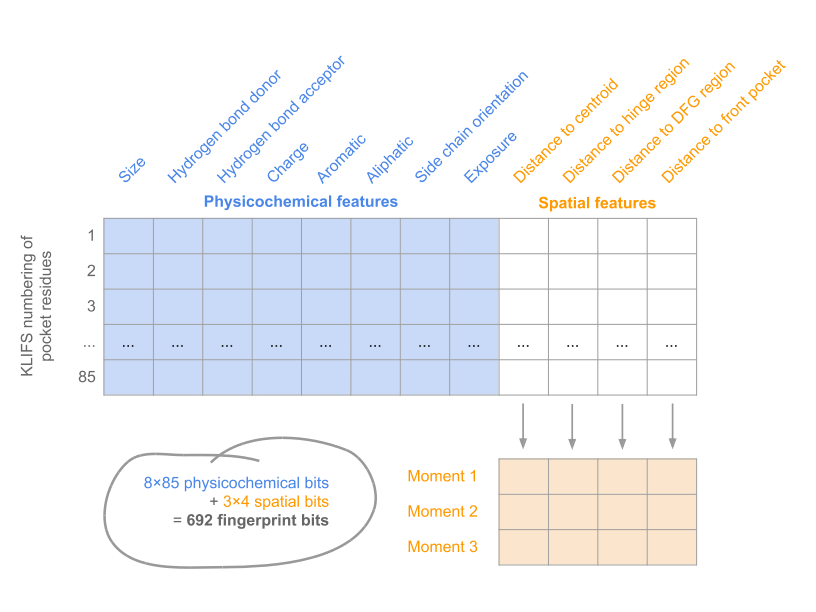 Size
Hydrogen bond donor
Hydrogen bond acceptor
Charge
Aromatic
Aliphatic
Side chain orientation
Exposure
Distance to centroid
Distance to hinge region
Distance to DFG region
Distance to front pocket
Physicochemical features
Spatial features
KLIFS numbering of
pocket residues
1
2
3
... ... ... ... ... ... ... ... ... ... ... ... ...
85
8×85 physicochemical bits
+ 3×4 spatial bits
= 692 fingerprint bits
Moment 1
Moment 2
Moment 3